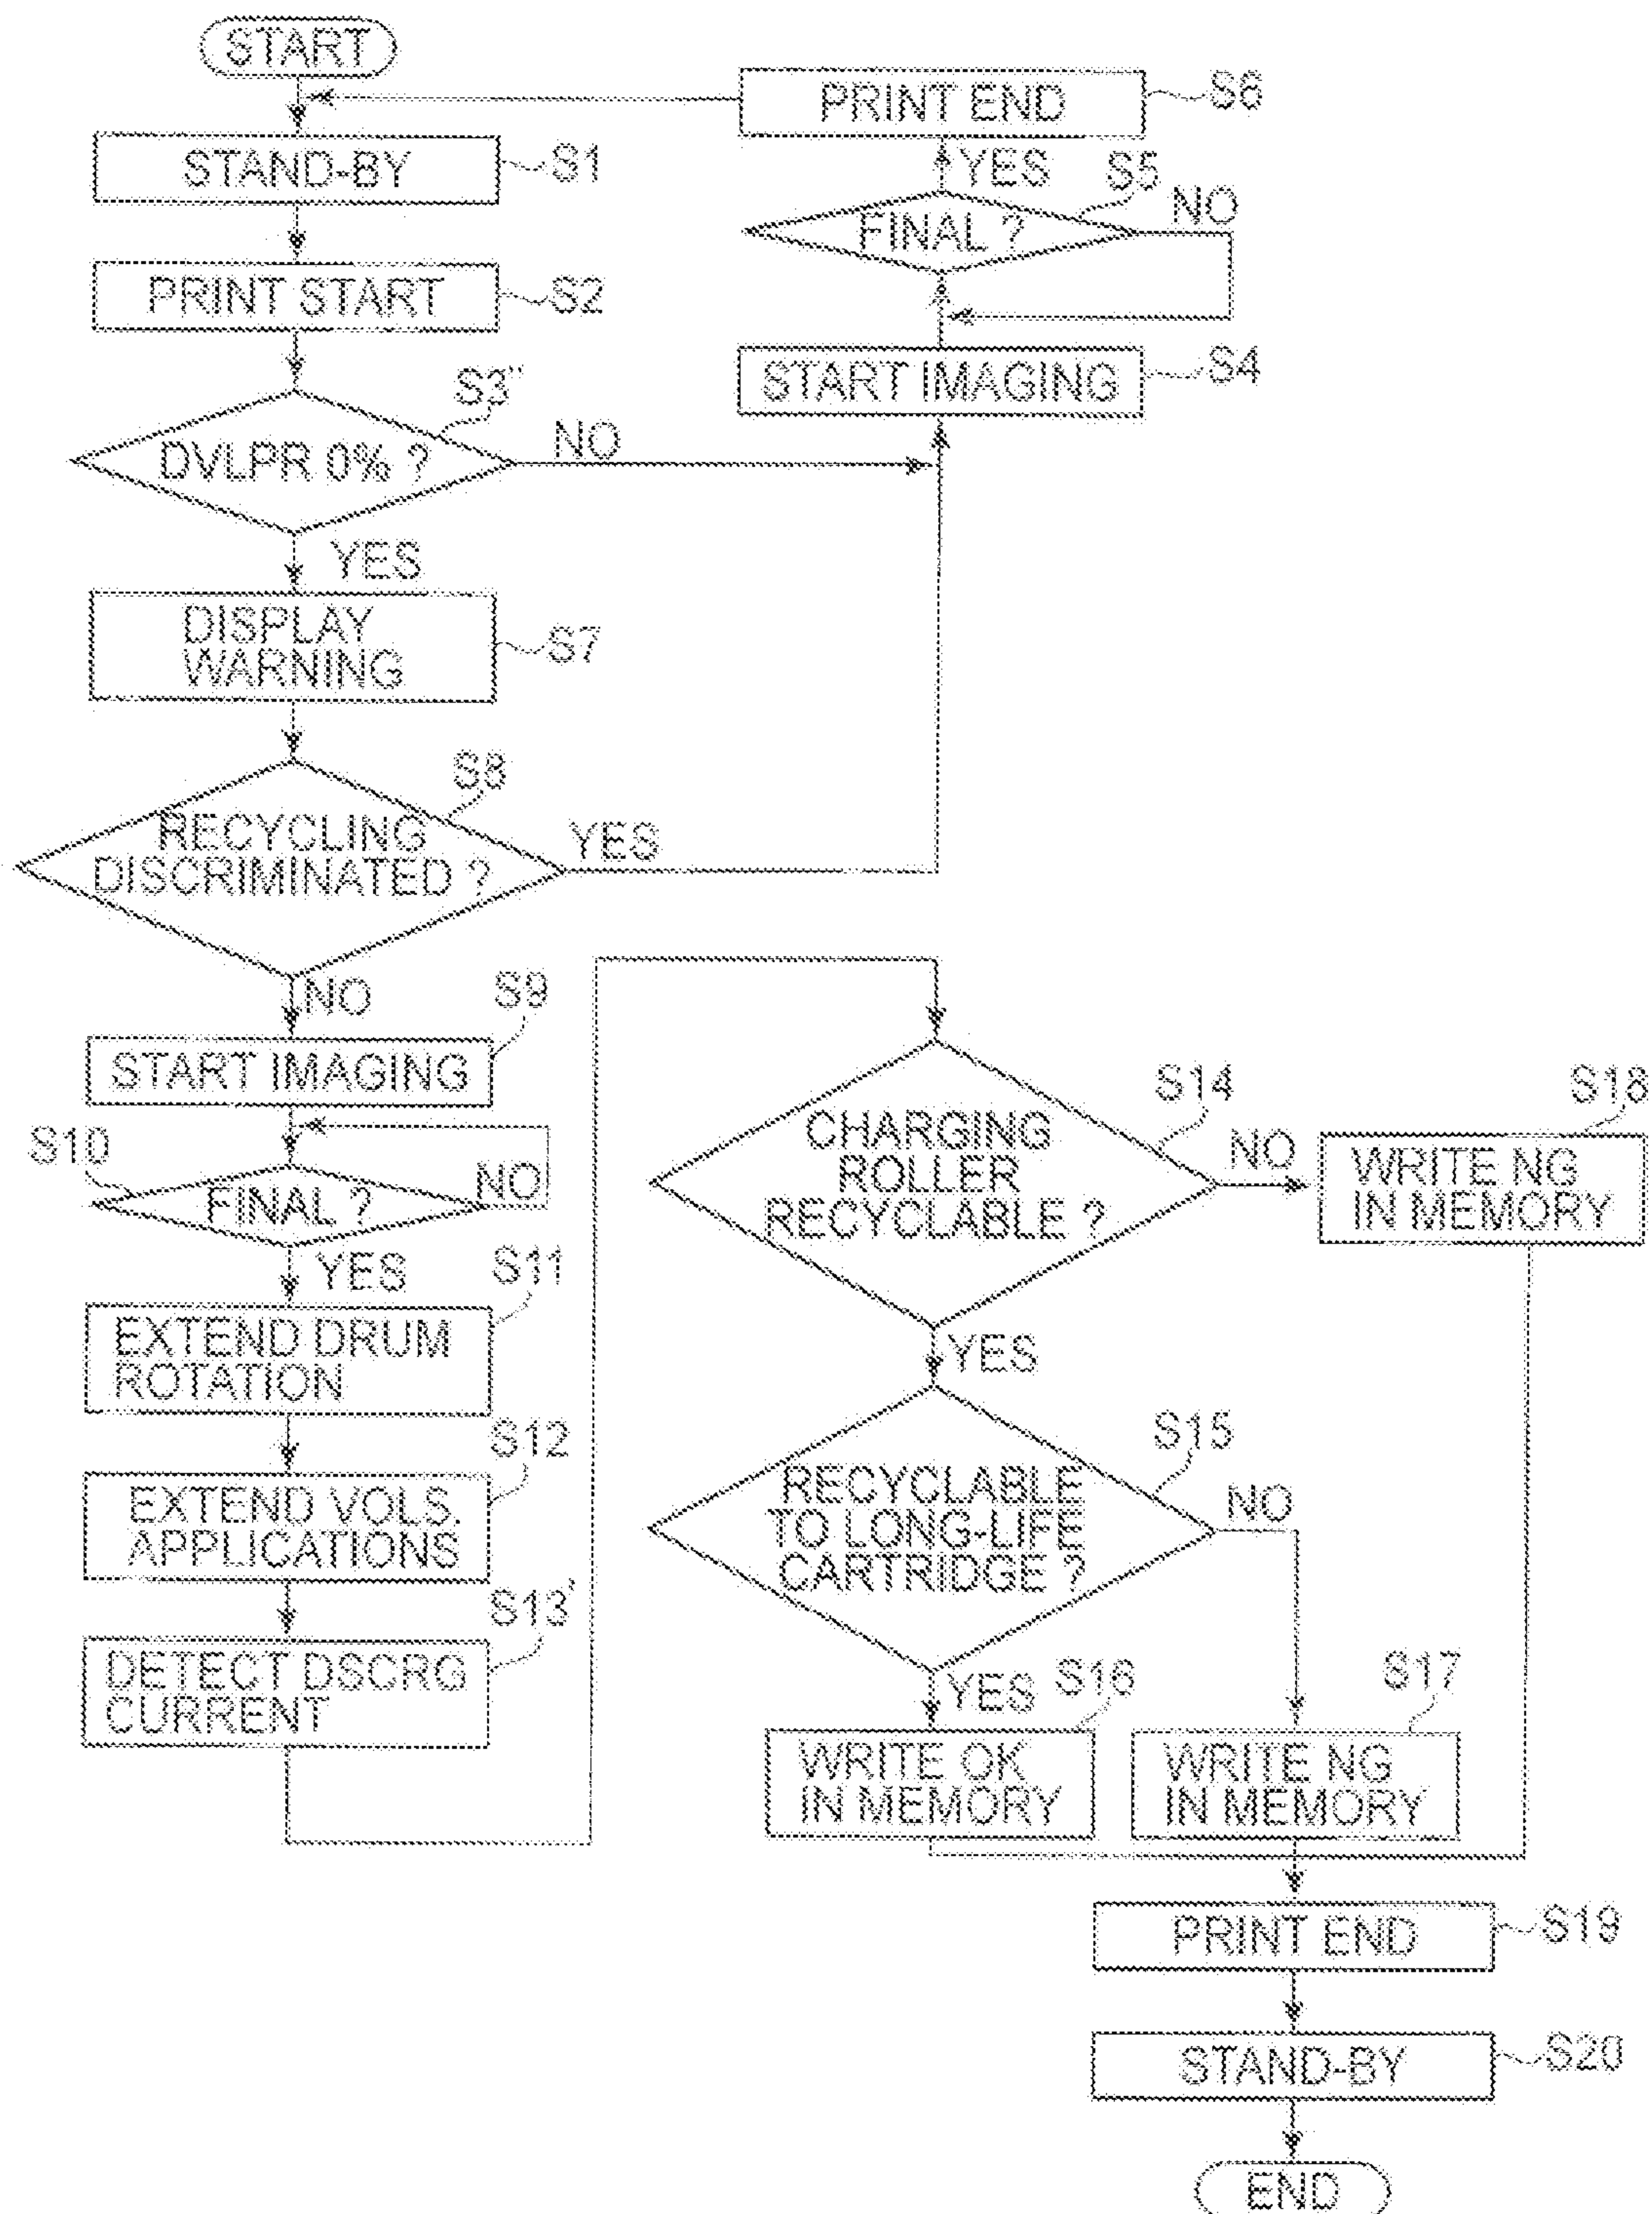 START
STAND-BY
S1
PRINT START
S2
DVLPR 0% ?
S3"
NO
YES
DISPLAY
WARNING
S7
RECYCLING
DISCRIMINATED ?
S8
YES
NO
START IMAGING
S9
FINAL ?
S10
NO
YES
EXTEND DRUM
ROTATION
S11
EXTEND VOLS.
APPLICATIONS
S12
DETECT DSCRG
CURRENT
S13'
PRINT END
S6
YES
FINAL ?
S5
NO
START IMAGING
S4
CHARGING
ROLLER
RECYCLABLE ?
S14
NO
WRITE NG
IN MEMORY
S18
YES
RECYCLABLE
TO LONG-LIFE
CARTRIDGE ?
S15
NO
YES
WRITE OK
IN MEMORY
S16
WRITE NG
IN MEMORY
S17
PRINT END
S19
STAND-BY
S20
END